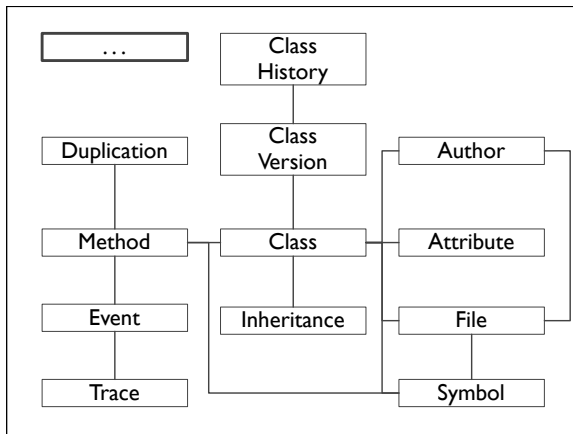 ...
Class
History
Duplication
Class
Version
Author
Method
Class
Attribute
Event
Inheritance
File
Trace
Symbol